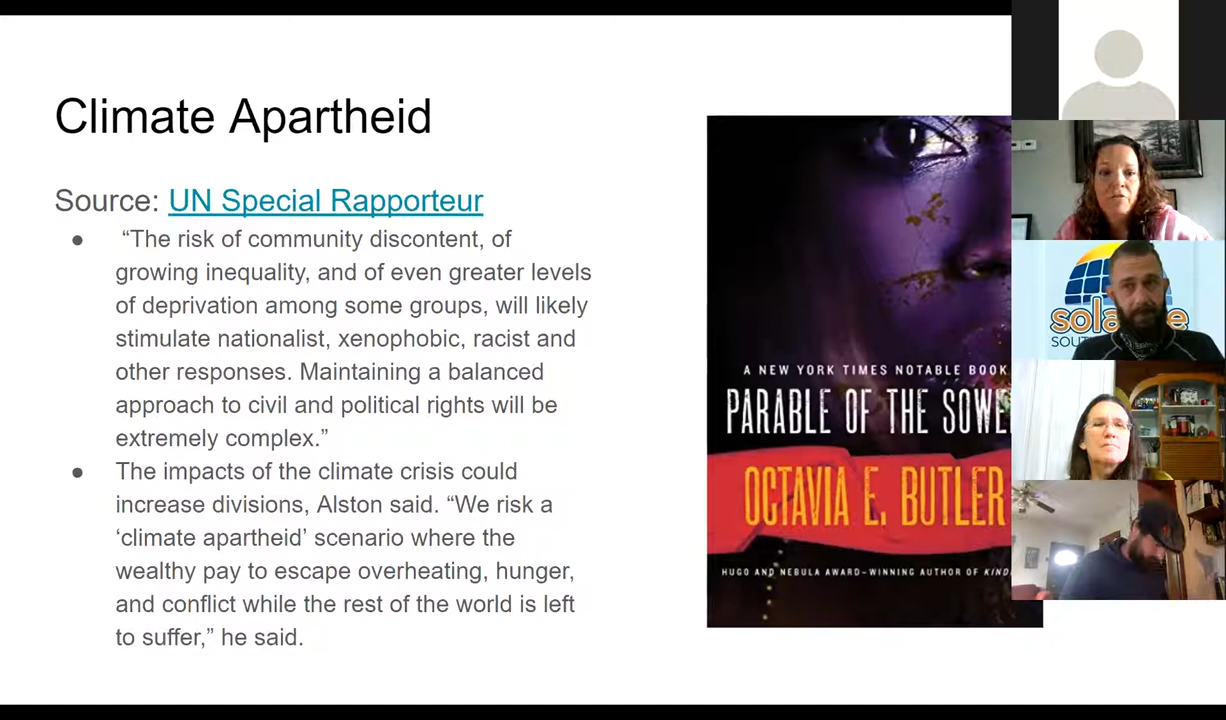 Climate Apartheid
Source: UN Special Rapporteur
● “The risk of community discontent, of
growing inequality, and of even greater levels
of deprivation among some groups, will likely
stimulate nationalist, xenophobic, racist and
other responses. Maintaining a balanced
approach to civil and political rights will be
extremely complex.”
● The impacts of the climate crisis could
increase divisions, Alston said. “We risk a
‘climate apartheid’ scenario where the
wealthy pay to escape overheating, hunger,
and conflict while the rest of the world is left
to suffer,” he said.
A NEW YORK TIMES NOTABLE BOOK
PARABLE OF THE SOWE
OCTAVIA E. BUTLER
HUGO AND NEBULA AWARD–WINNING AUTHOR OF KIND